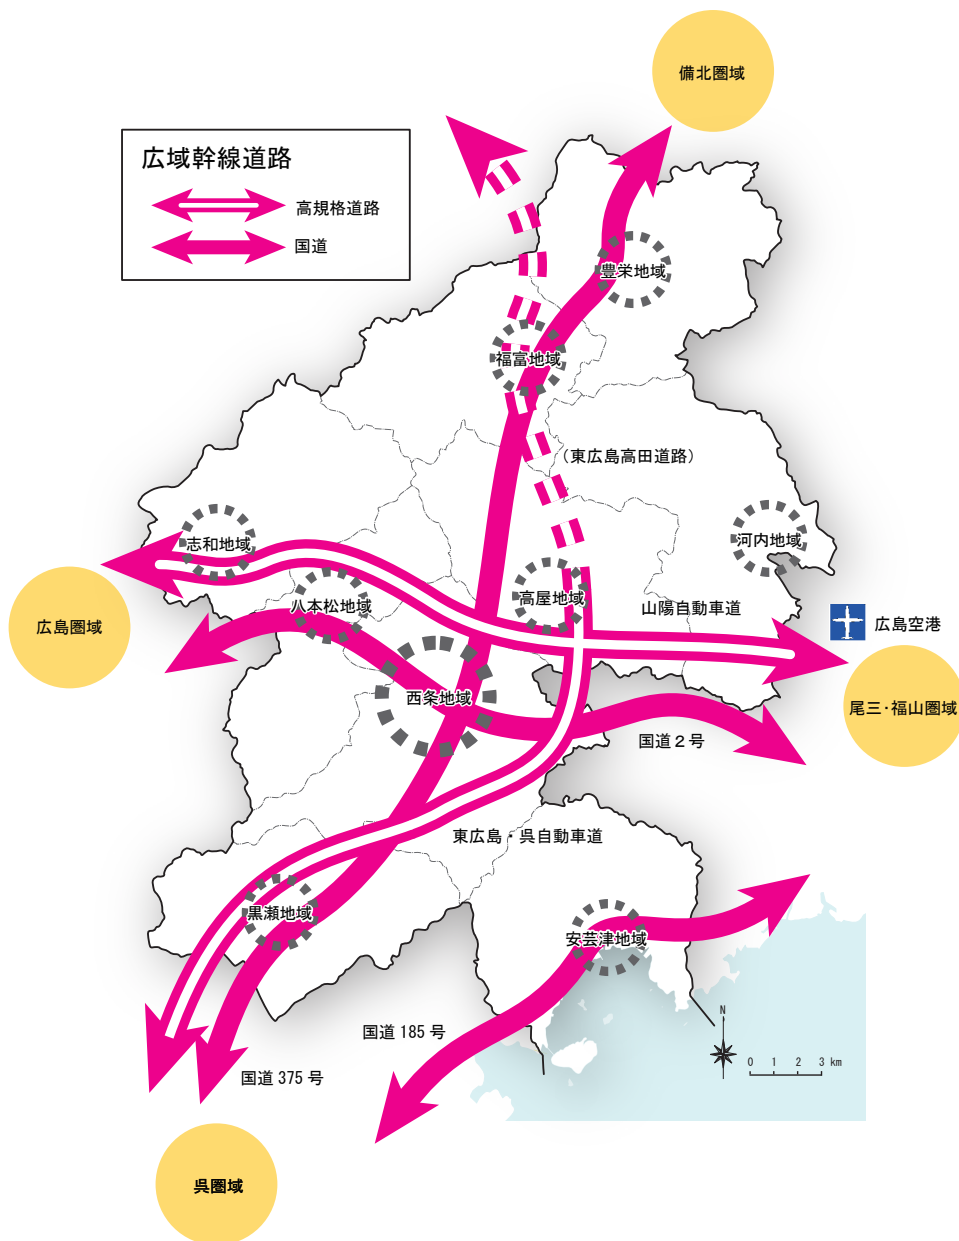 備北圏域
広域幹線道路
高規格道路
国道
豊栄地域
福富地域
（東広島高田道路）
志和地域
河内地域
八本松地域
高屋地域
山陽自動車道
広島圏域
広島空港
西条地域
尾三・福山圏域
国道２号
東広島・呉自動車道
黒瀬地域
安芸津地域
N
国道 185 号
0 1 2 3 km
国道 375 号
呉圏域